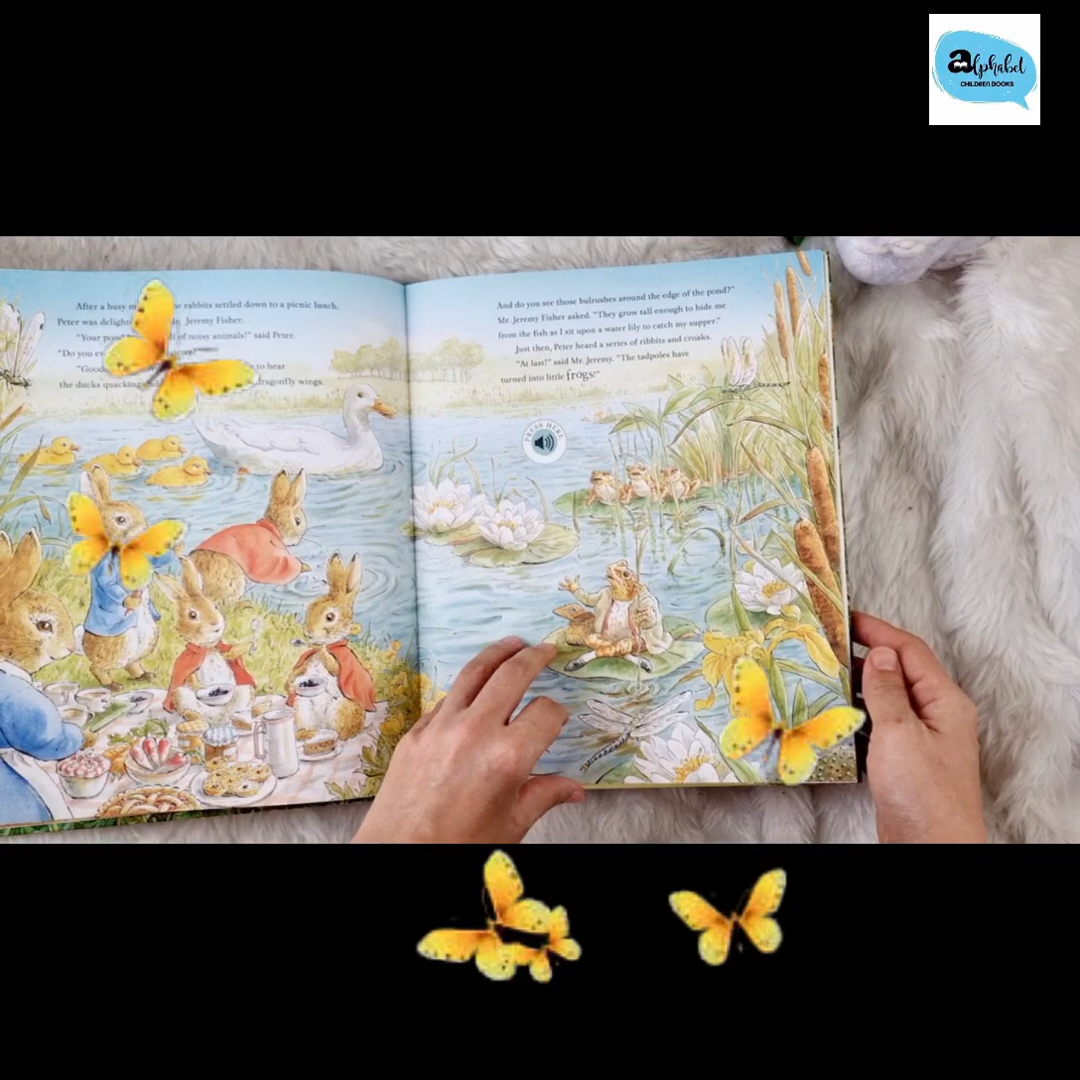 alphabet
CHILDREN BOOKS
After a busy m e rabbits settled down to a picnic lunch.
Peter was delight Jeremy Fisher.
"Your pond of noisy animals!" said Peter.
"Do you
"Good to hear
the ducks quacking dragonfly wings.
And do you see those bulrushes around the edge of the pond?"
Mr. Jeremy Fisher asked. "They grow tall enough to hide me
from the fish as I sit upon a water lily to catch my supper."
Just then, Peter heard a series of ribbits and croaks.
"At last!" said Mr. Jeremy. "The tadpoles have
turned into little frogs!"
PRESS HERE